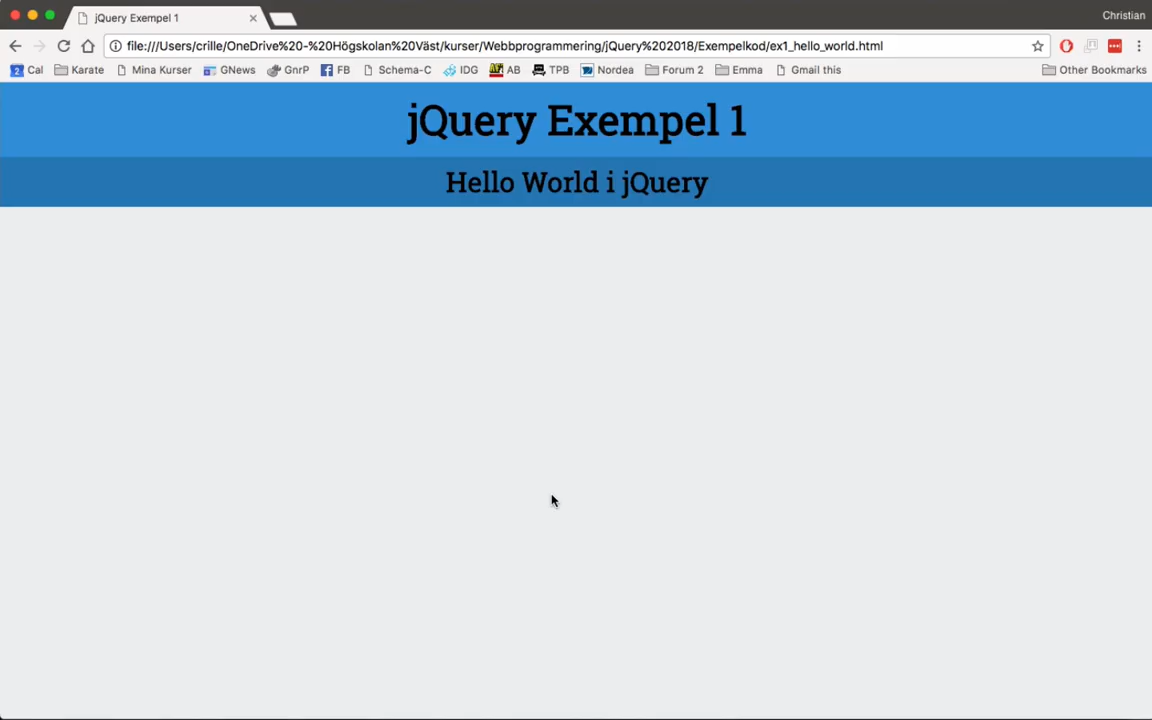 jQuery Exempel 1
Christian
file:///Users/crille/OneDrive%20-%20Högskolan%20Väst/kurser/Webbprogrammering/jQuery%202018/Exempelkod/ex1_hello_world.html
2 Cal Karate Mina Kurser GNews GnrP FB Schema-C IDG AB TPB Nordea Forum 2 Emma Gmail this Other Bookmarks
jQuery Exempel 1
Hello World i jQuery